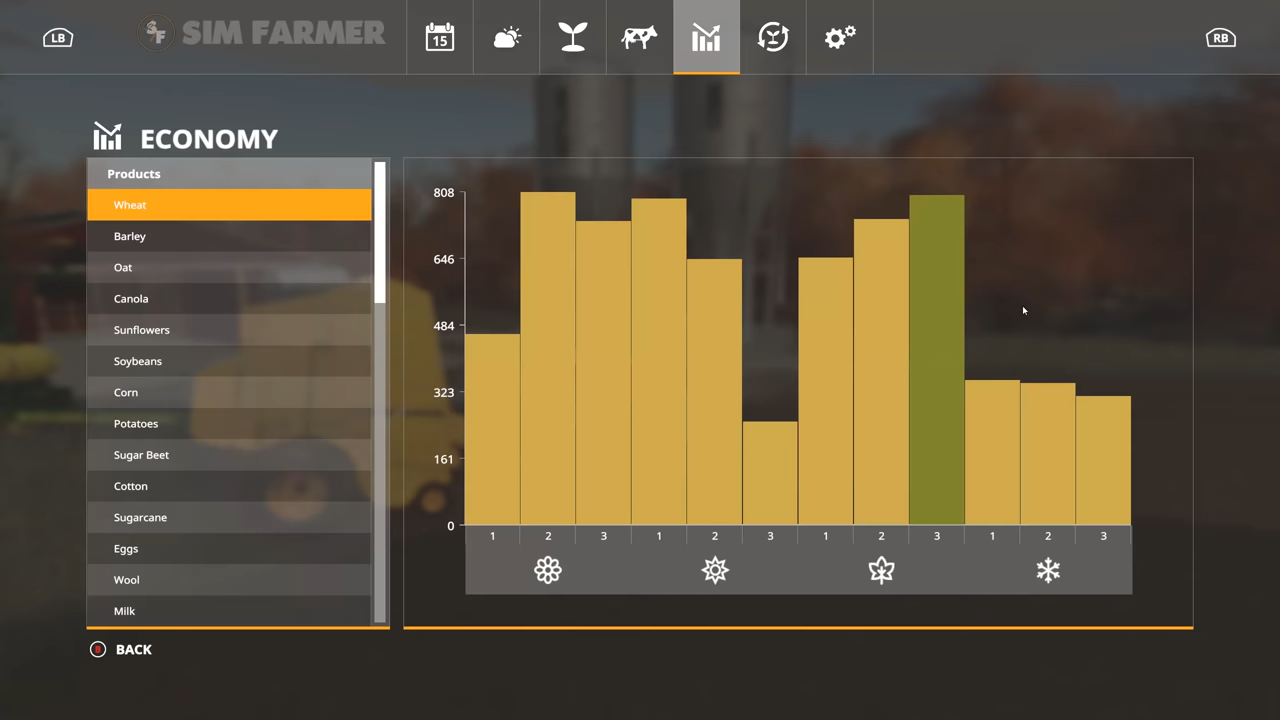 LB
SF SIM FARMER
15
RB
ECONOMY
Products
Wheat
Barley
Oat
Canola
Sunflowers
Soybeans
Corn
Potatoes
Sugar Beet
Cotton
Sugarcane
Eggs
Wool
Milk
808
646
484
323
161
0
1 2 3 1 2 3 1 2 3 1 2 3
B BACK